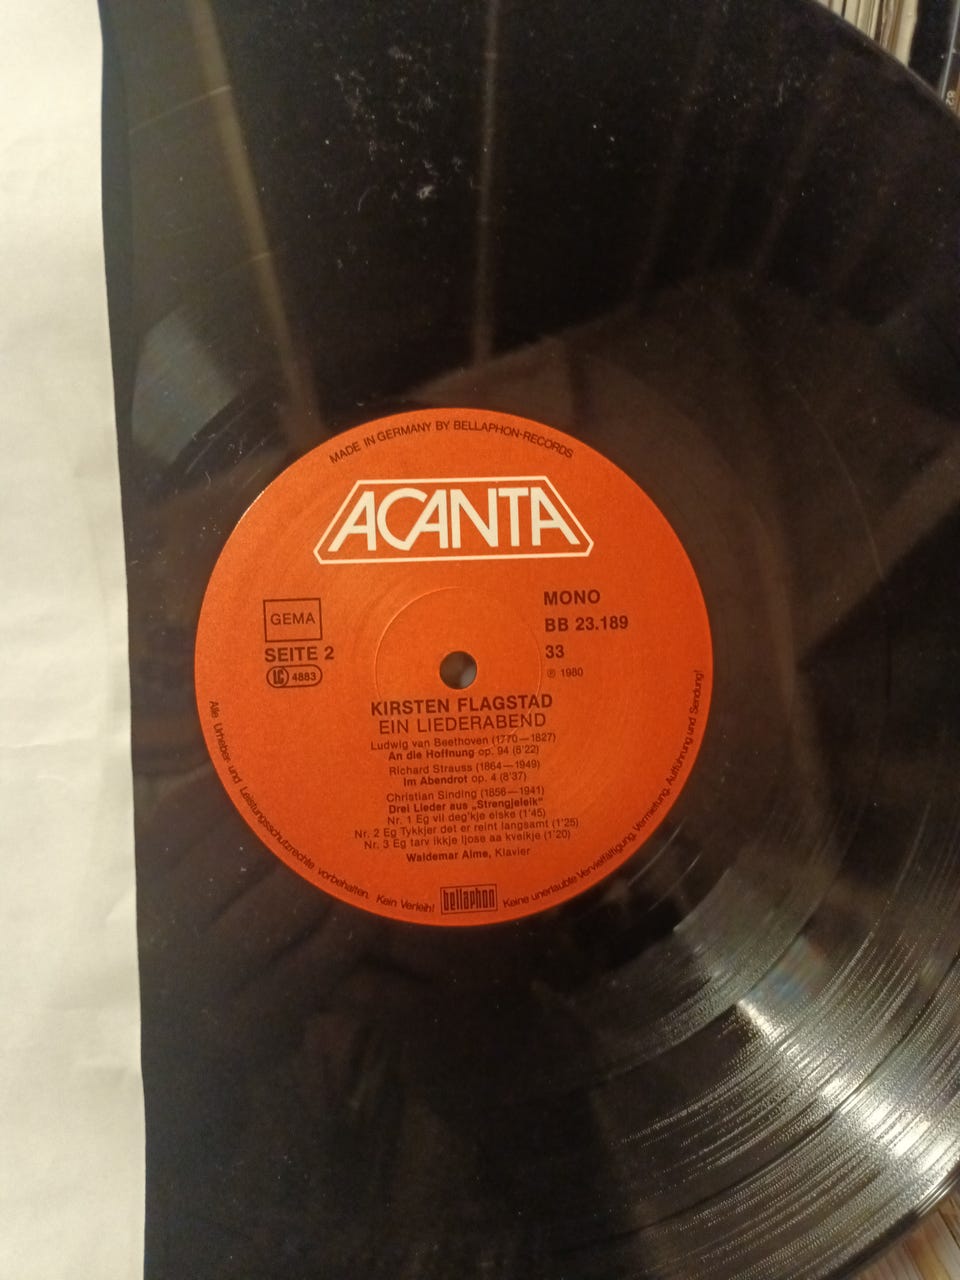 MADE IN GERMANY BY BELLAPHON-RECORDS
ACANTA
GEMA
SEITE 2
LC 4883
MONO
BB 23.189
33
℗ 1980
KIRSTEN FLAGSTAD
EIN LIEDERABEND
Ludwig van Beethoven (1770—1827)
An die Hoffnung op. 94 (6'22)
Richard Strauss (1864—1949)
Im Abendrot op. 4 (8'37)
Christian Sinding (1856—1941)
Drei Lieder aus „Strengjeleik“
Nr. 1 Eg vil deg'kje elske (1'45)
Nr. 2 Eg Tykkjer det er reint langsamt (1'25)
Nr. 3 Eg tarv ikkje ljose aa kveikje (1'20)
Waldemar Alme, Klavier
Alle Urheber- und Leistungsschutzrechte vorbehalten. Kein Verleih!
bellaphon
Keine unerlaubte Vervielfältigung, Vermietung, Aufführung und Sendung!